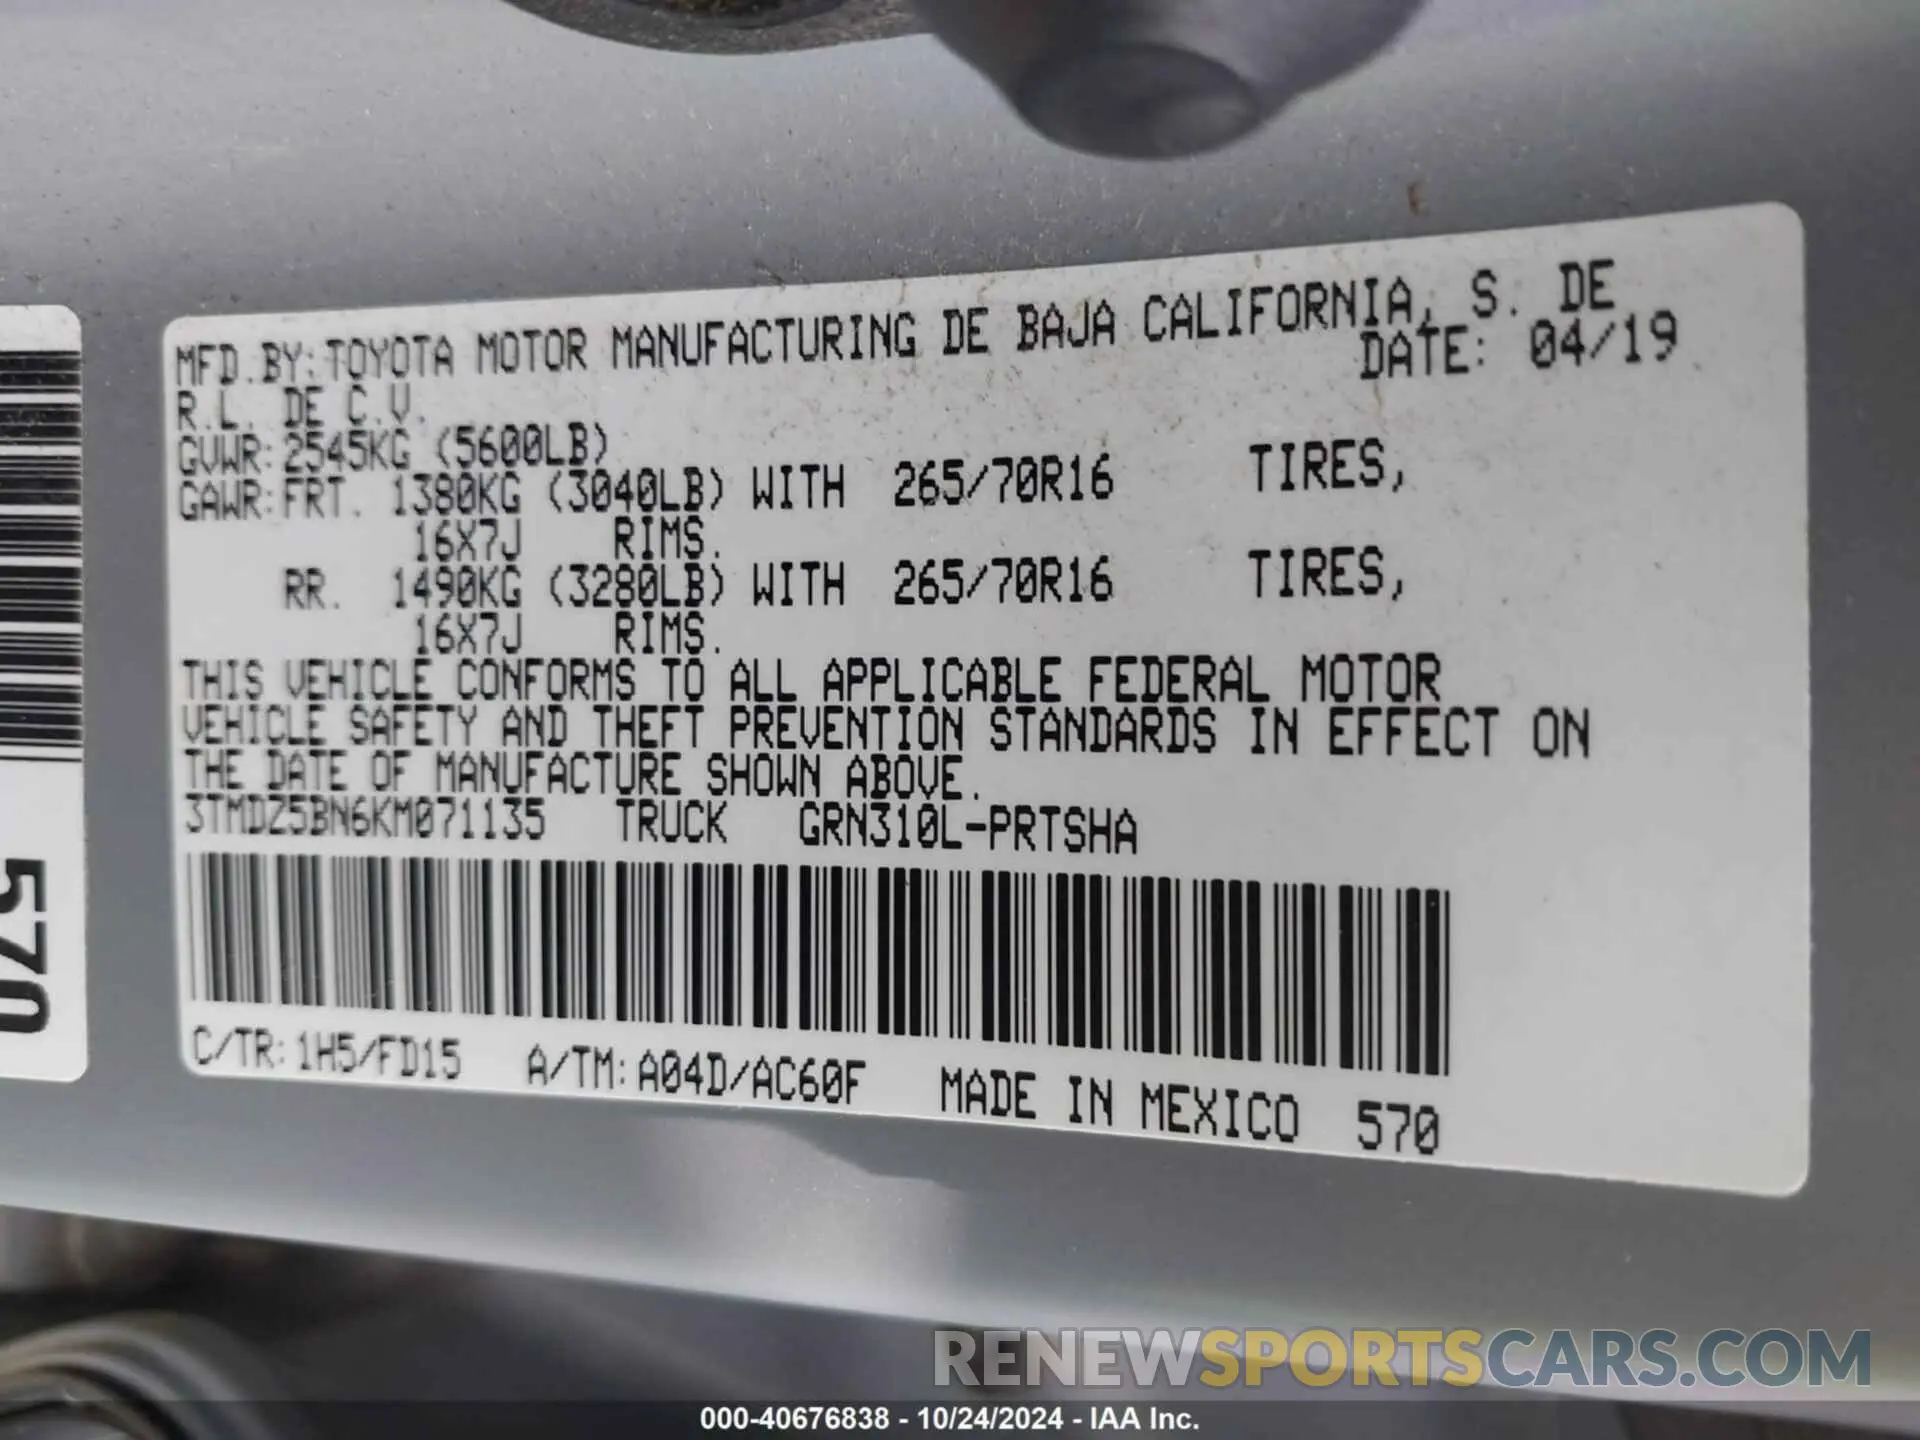 MFD.BY:TOYOTA MOTOR MANUFACTURING DE BAJA CALIFORNIA, S. DE
R.L. DE C.V. DATE: 04/19
GVWR:2545KG (5600LB)
GAWR:FRT. 1380KG (3040LB) WITH 265/70R16 TIRES,
16X7J RIMS.
RR. 1490KG (3280LB) WITH 265/70R16 TIRES,
16X7J RIMS.
THIS VEHICLE CONFORMS TO ALL APPLICABLE FEDERAL MOTOR
VEHICLE SAFETY AND THEFT PREVENTION STANDARDS IN EFFECT ON
THE DATE OF MANUFACTURE SHOWN ABOVE.
3TMDZ5BN6KM071135 TRUCK GRN310L-PRTSHA
C/TR:1H5/FD15 A/TM:A04D/AC60F MADE IN MEXICO 570
570
RENEWSPORTSCARS.COM
000-40676838 - 10/24/2024 - IAA Inc.